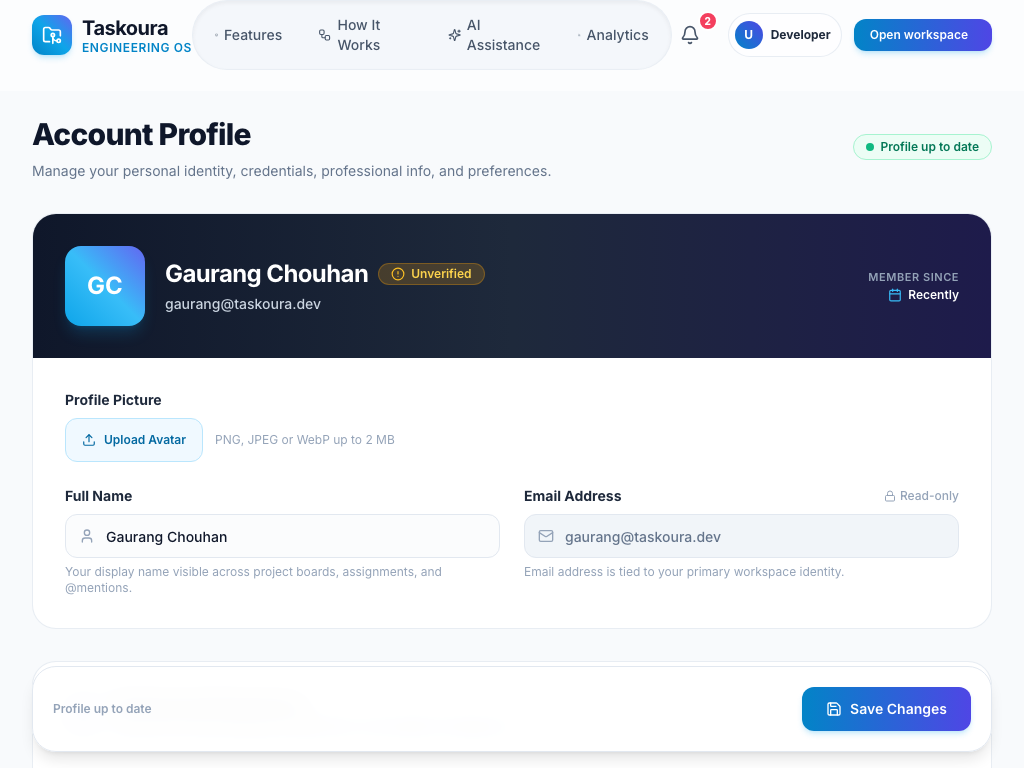 Taskoura
ENGINEERING OS
Features
How It
Works
AI
Assistance
Analytics
2
U
Developer
Open workspace
Account Profile
Manage your personal identity, credentials, professional info, and preferences.
Profile up to date
GC
Gaurang Chouhan
Unverified
gaurang@taskoura.dev
MEMBER SINCE
Recently
Profile Picture
Upload Avatar
PNG, JPEG or WebP up to 2 MB
Full Name
Gaurang Chouhan
Your display name visible across project boards, assignments, and
@mentions.
Email Address
Read-only
gaurang@taskoura.dev
Email address is tied to your primary workspace identity.
Profile up to date
Save Changes